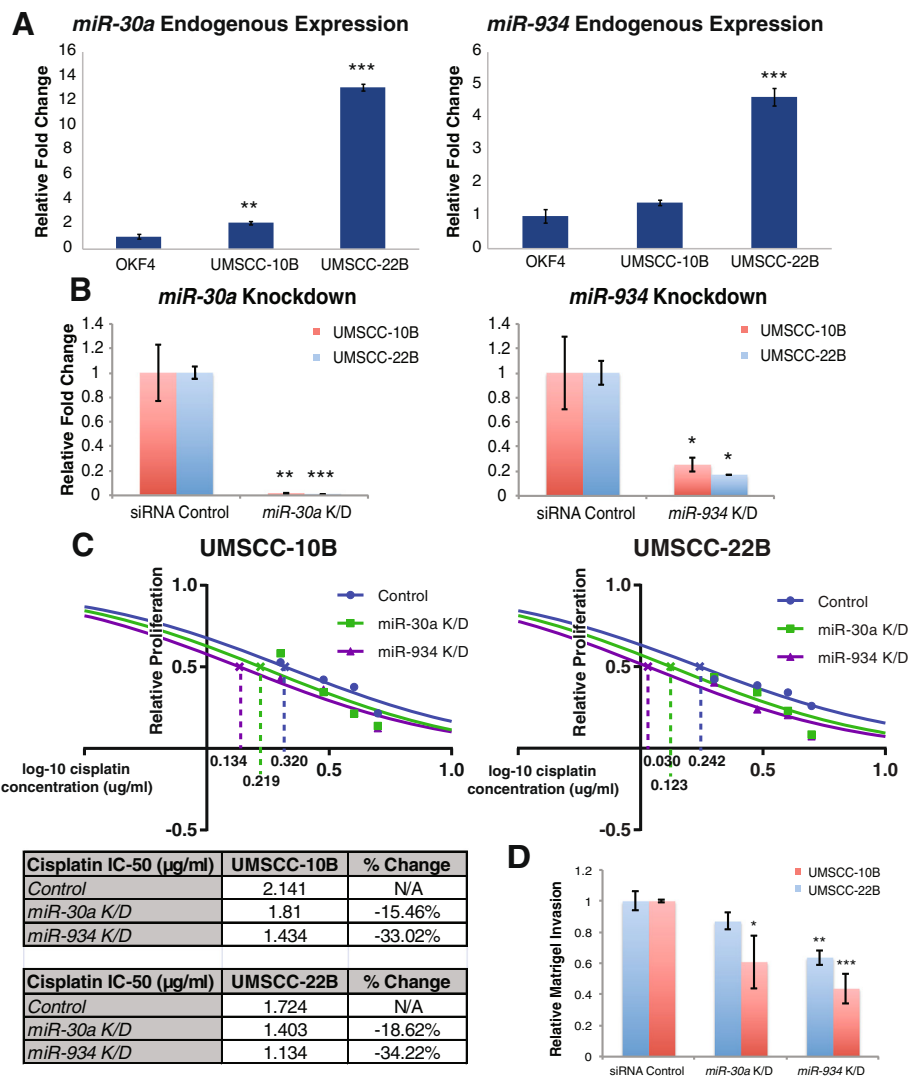 A
miR-30a Endogenous Expression
Relative Fold Change
16
14
12
10
8
6
4
2
0
**
***
OKF4 UMSCC-10B UMSCC-22B
miR-934 Endogenous Expression
Relative Fold Change
6
5
4
3
2
1
0
***
OKF4 UMSCC-10B UMSCC-22B
B
miR-30a Knockdown
Relative Fold Change
1.4
1.2
1
0.8
0.6
0.4
0.2
0
UMSCC-10B
UMSCC-22B
** ***
siRNA Control miR-30a K/D
miR-934 Knockdown
1.4
1.2
1
0.8
0.6
0.4
0.2
0
UMSCC-10B
UMSCC-22B
* *
siRNA Control miR-934 K/D
C
UMSCC-10B
Relative Proliferation
1.0
0.5
-0.5
Control
miR-30a K/D
miR-934 K/D
0.134
0.219
0.320
0.5
1.0
log-10 cisplatin
concentration (ug/ml)
UMSCC-22B
Relative Proliferation
1.0
0.5
-0.5
Control
miR-30a K/D
miR-934 K/D
0.030
0.123
0.242
0.5
1.0
log-10 cisplatin
concentration (ug/ml)
Cisplatin IC-50 (µg/ml) UMSCC-10B % Change
Control 2.141 N/A
miR-30a K/D 1.81 -15.46%
miR-934 K/D 1.434 -33.02%
Cisplatin IC-50 (µg/ml) UMSCC-22B % Change
Control 1.724 N/A
miR-30a K/D 1.403 -18.62%
miR-934 K/D 1.134 -34.22%
D
Relative Matrigel Invasion
1.2
1
0.8
0.6
0.4
0.2
0
UMSCC-10B
UMSCC-22B
*
**
***
siRNA Control miR-30a K/D miR-934 K/D